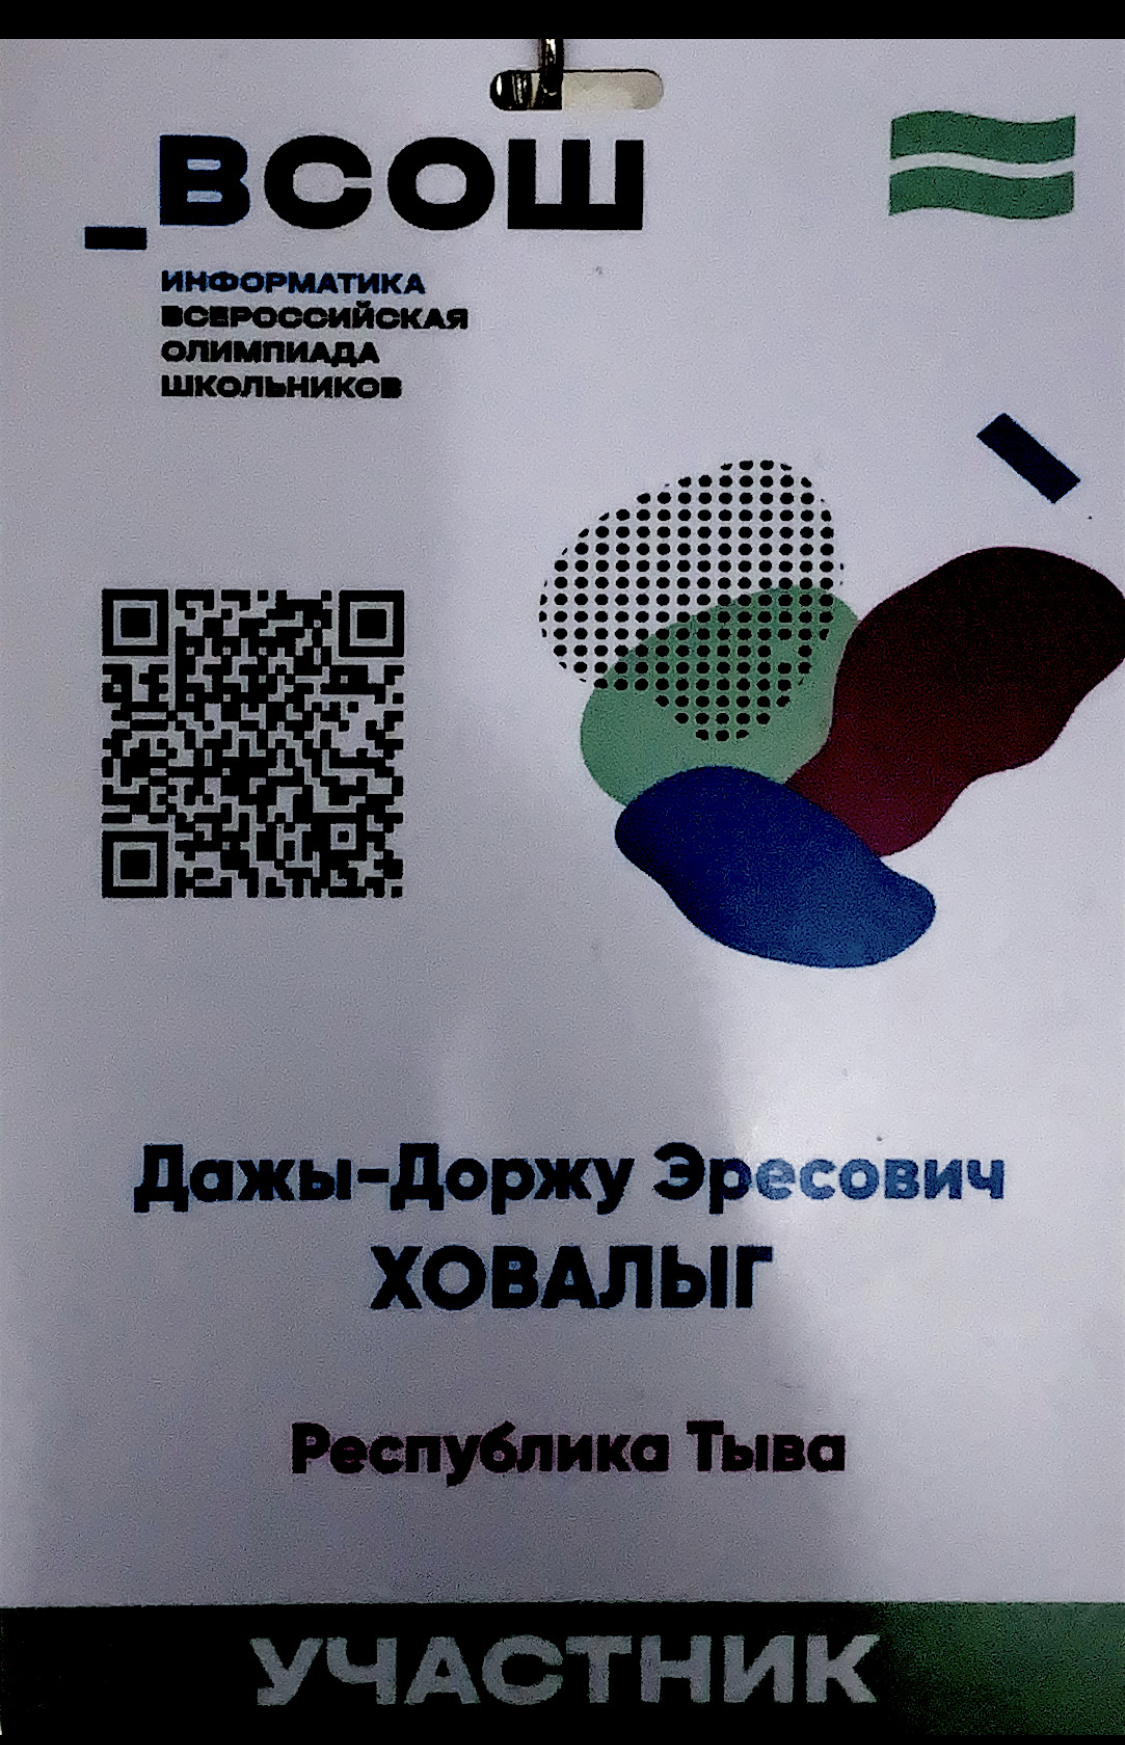 _ВСОШ
ИНФОРМАТИКА
ВСЕРОССИЙСКАЯ
ОЛИМПИАДА
ШКОЛЬНИКОВ
Дажы-Доржу Эресович
ХОВАЛЫГ
Республика Тыва
УЧАСТНИК